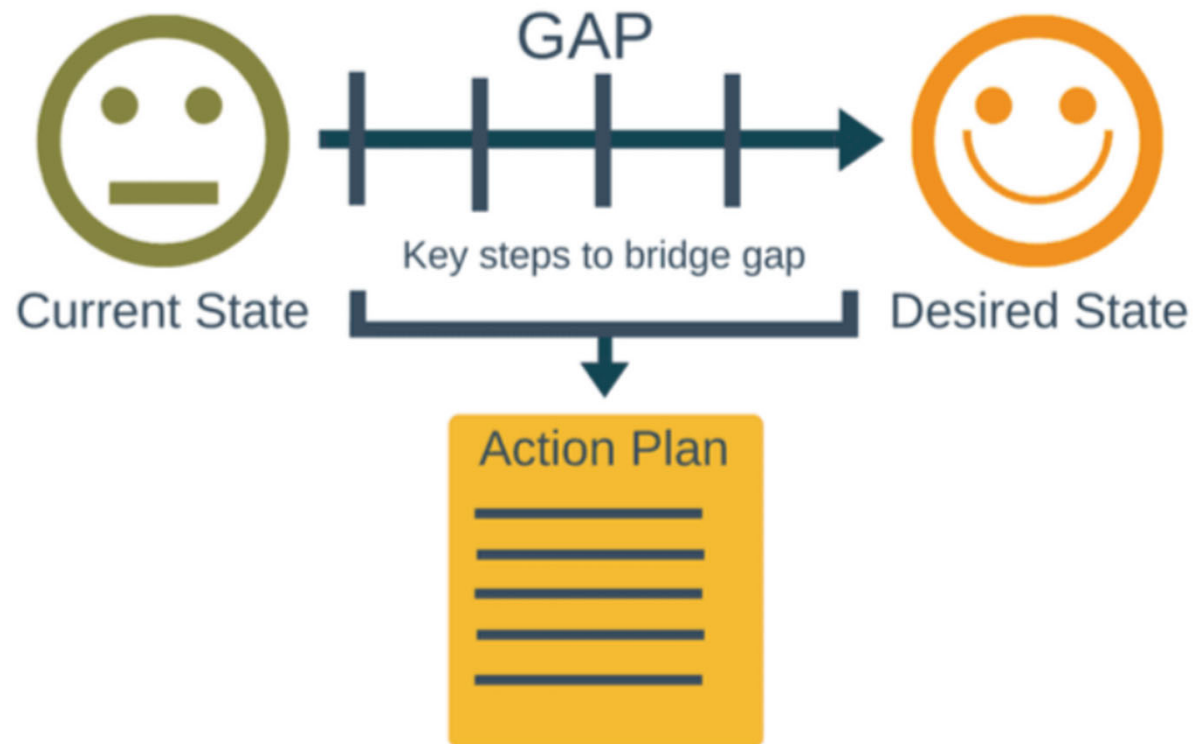 GAP
Key steps to bridge gap
Current State
Desired State
Action Plan